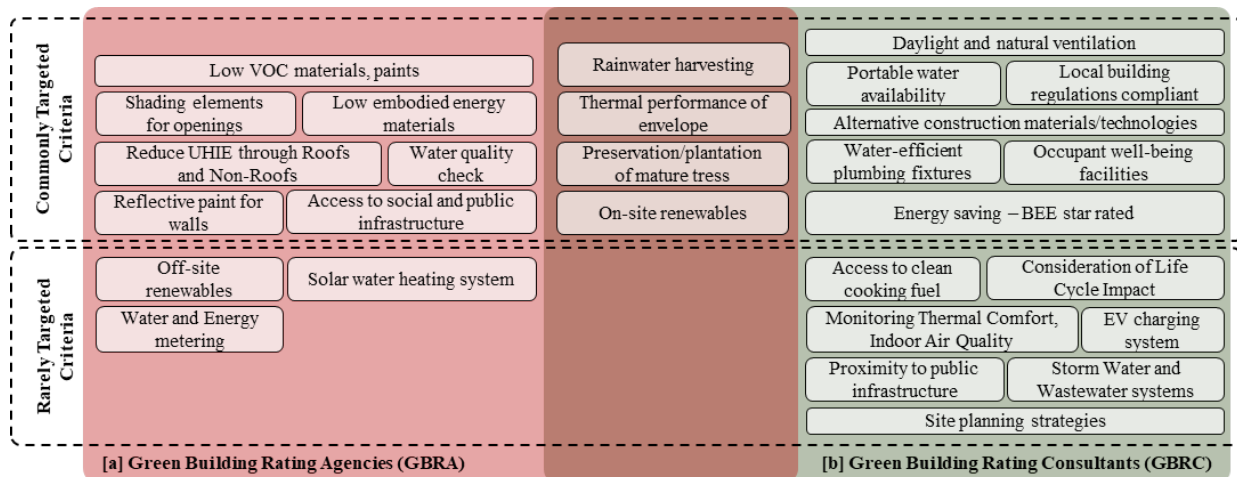 Commonly Targeted
Criteria
Low VOC materials, paints
Shading elements
for openings
Low embodied energy
materials
Reduce UHIE through Roofs
and Non-Roofs
Water quality
check
Reflective paint for
walls
Access to social and public
infrastructure
Rainwater harvesting
Thermal performance of
envelope
Preservation/plantation
of mature tress
On-site renewables
Daylight and natural ventilation
Portable water
availability
Local building
regulations compliant
Alternative construction materials/technologies
Water-efficient
plumbing fixtures
Occupant well-being
facilities
Energy saving – BEE star rated
Rarely Targeted
Criteria
Off-site
renewables
Solar water heating system
Water and Energy
metering
Access to clean
cooking fuel
Consideration of Life
Cycle Impact
Monitoring Thermal Comfort,
Indoor Air Quality
EV charging
system
Proximity to public
infrastructure
Storm Water and
Wastewater systems
Site planning strategies
[a] Green Building Rating Agencies (GBRA)
[b] Green Building Rating Consultants (GBRC)